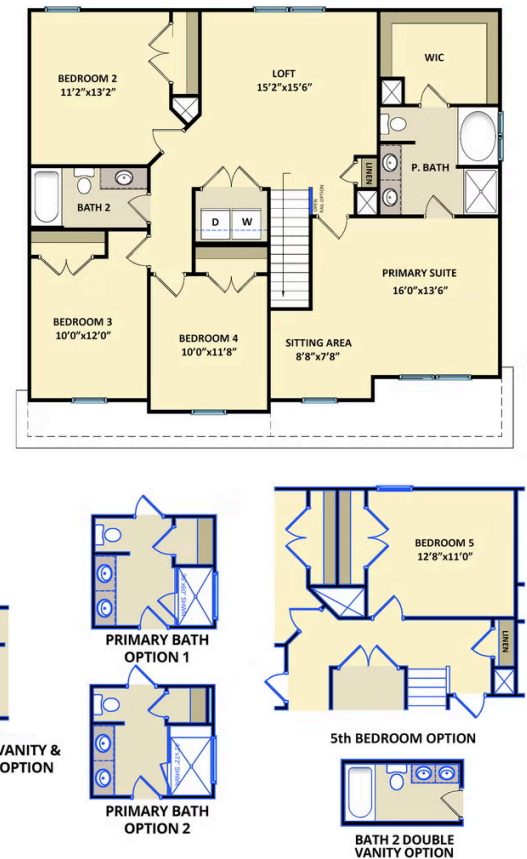 BEDROOM 2
11'2"x13'2"
LOFT
15'2"x15'6"
WIC
P. BATH
LINEN
BATH 2
D W
OPEN
RAIL OPTION
PRIMARY SUITE
16'0"x13'6"
BEDROOM 3
10'0"x12'0"
BEDROOM 4
10'0"x11'8"
SITTING AREA
8'8"x7'8"
PRIMARY BATH
OPTION 1
PRIMARY BATH
OPTION 2
VANITY &
OPTION
BEDROOM 5
12'8"x11'0"
LINEN
5th BEDROOM OPTION
BATH 2 DOUBLE
VANITY OPTION